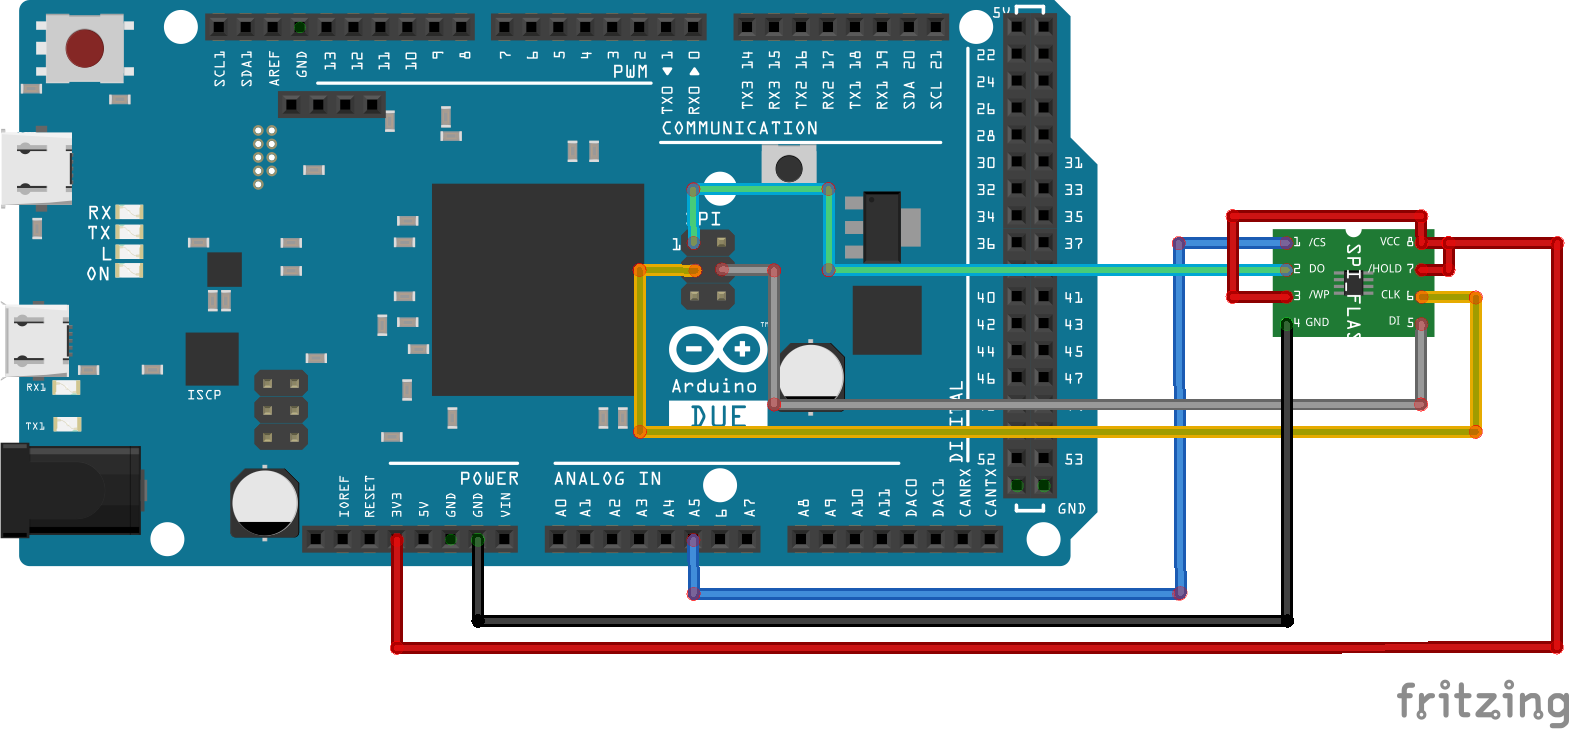 SCL1 SDA1 AREF GND 13 12 11 10 9 8
7 6 5 4 3 2 1 0
PWM
TX0 RX0
TX3 14 RX3 15 TX2 16 RX2 17 TX1 18 RX1 19 SDA 20 SCL 21
COMMUNICATION
5V
22
24
26
28
30 31
32 33
34 35
36 37
40 41
42 43
44 45
46 47
52 53
GND
DIGITAL
RX
TX
L
ON
RX1
TX1
ISCP
SPI
1
TM
Arduino
DUE
POWER
IOREF RESET 3V3 5V GND GND VIN
ANALOG IN
A0 A1 A2 A3 A4 A5 6 A7
A8 A9 A10 A11 DAC0 DAC1 CANRX CANTX
1 /CS VCC 8
2 DO /HOLD 7
3 /WP CLK 6
4 GND DI 5
SPI FLAS
fritzing